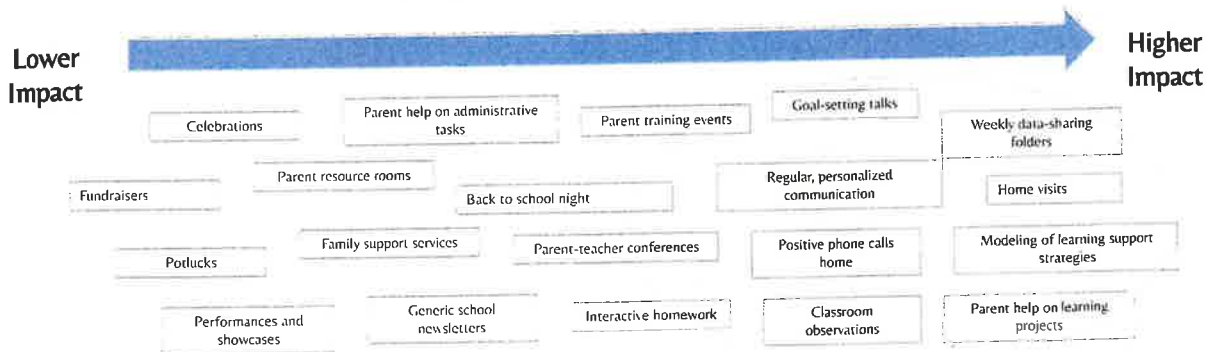 Lower
Impact
Higher
Impact
Celebrations
Parent help on administrative
tasks
Parent training events
Goal-setting talks
Weekly data-sharing
folders
Fundraisers
Parent resource rooms
Back to school night
Regular, personalized
communication
Home visits
Potlucks
Family support services
Parent-teacher conferences
Positive phone calls
home
Modeling of learning support
strategies
Performances and
showcases
Generic school
newsletters
Interactive homework
Classroom
observations
Parent help on learning
projects